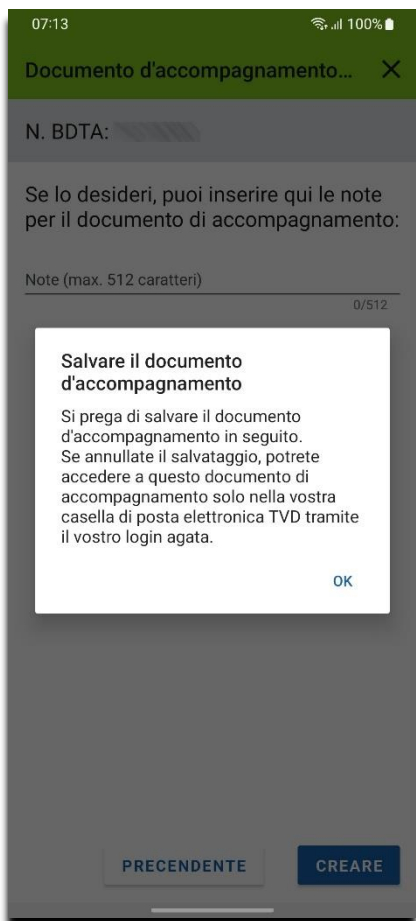 07:13 100%
Documento d'accompagnamento...
N. BDTA:
Se lo desideri, puoi inserire qui le note
per il documento di accompagnamento:
Note (max. 512 caratteri)
0/512
Salvare il documento
d'accompagnamento
Si prega di salvare il documento
d'accompagnamento in seguito.
Se annullate il salvataggio, potrete
accedere a questo documento di
accompagnamento solo nella vostra
casella di posta elettronica TVD tramite
il vostro login agata.
OK
PRECENDENTE CREARE